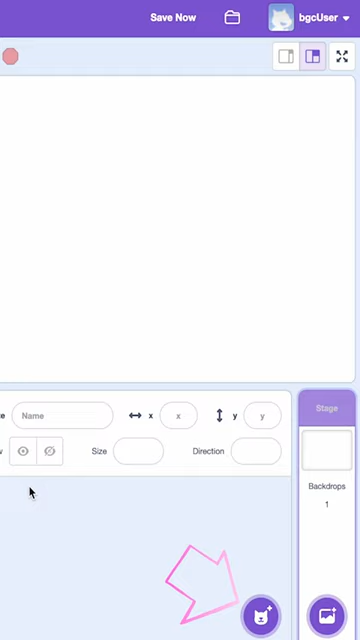 Save Now
bgcUser
Name
x
x
y
y
Size
Direction
Stage
Backdrops
1